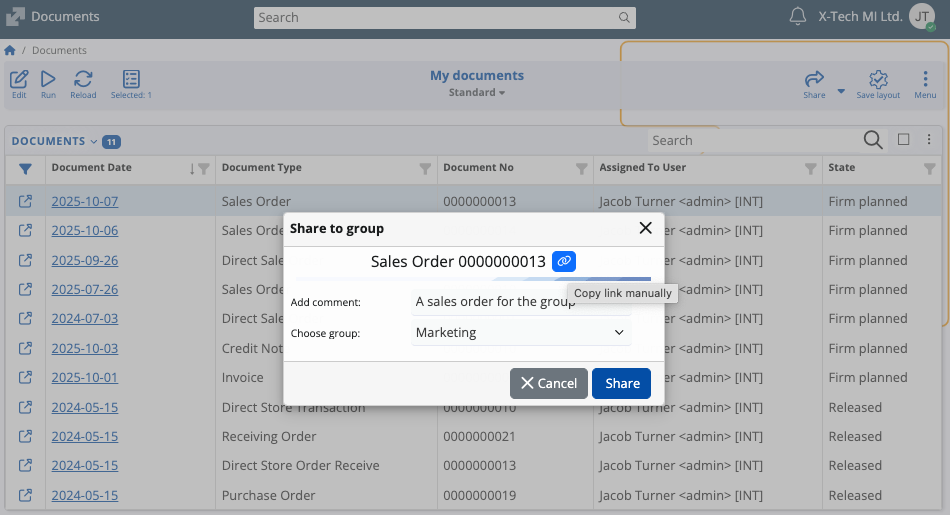 Documents
Search
X-Tech MI Ltd.
JT
/ Documents
Edit
Run
Reload
Selected: 1
My documents
Standard
Share
Save layout
Menu
DOCUMENTS
11
Search
Document Date
Document Type
Document No
Assigned To User
State
2025-10-07 Sales Order 0000000013 Jacob Turner <admin> [INT] Firm planned
2025-10-06 Sales Orde Jacob Turner <admin> [INT] Firm planned
2025-09-26 Direct Sale [INT] Firm planned
2025-07-26 Sales Orde [INT] Firm planned
2024-07-03 Direct Sale [INT] Firm planned
2025-10-03 Credit Not [INT] Firm planned
2025-10-01 Invoice [INT] Firm planned
2024-05-15 Direct Store Transaction 0000000010 Jacob Turner <admin> [INT] Released
2024-05-15 Receiving Order 0000000021 Jacob Turner <admin> [INT] Released
2024-05-15 Direct Store Order Receive 0000000013 Jacob Turner <admin> [INT] Released
2024-05-15 Purchase Order 0000000019 Jacob Turner <admin> [INT] Released
Share to group
Sales Order 0000000013
Copy link manually
Add comment: A sales order for the group
Choose group: Marketing
Cancel
Share